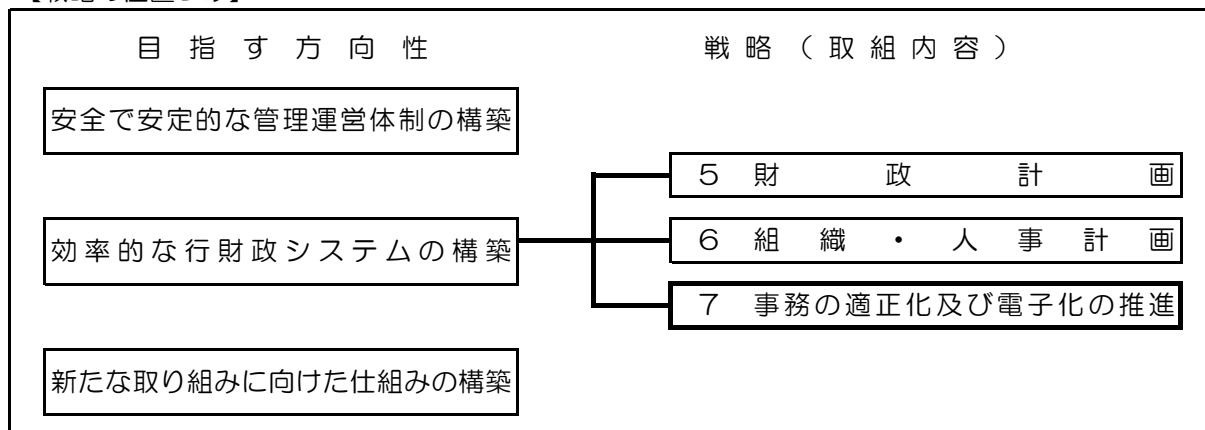 目指す方向性
戦略（取組内容）
安全で安定的な管理運営体制の構築
５ 財政計画
効率的な行財政システムの構築
６ 組織・人事計画
７ 事務の適正化及び電子化の推進
新たな取り組みに向けた仕組みの構築